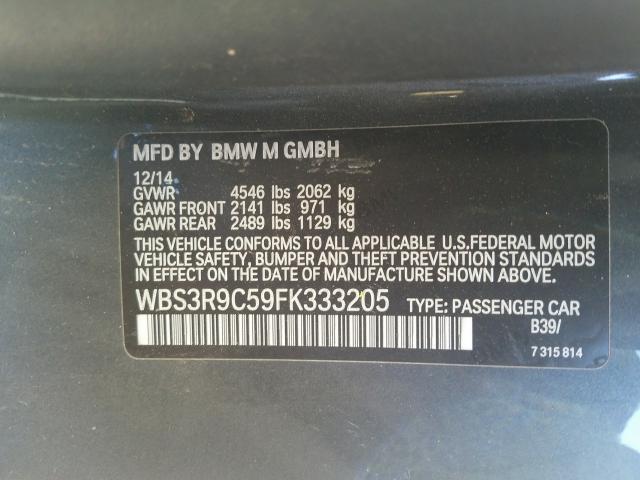 MFD BY BMW M GMBH
12/14
GVWR 4546 lbs 2062 kg
GAWR FRONT 2141 lbs 971 kg
GAWR REAR 2489 lbs 1129 kg
THIS VEHICLE CONFORMS TO ALL APPLICABLE U.S.FEDERAL MOTOR
VEHICLE SAFETY, BUMPER AND THEFT PREVENTION STANDARDS
IN EFFECT ON THE DATE OF MANUFACTURE SHOWN ABOVE.
WBS3R9C59FK333205 TYPE: PASSENGER CAR
B39/
7 315 814